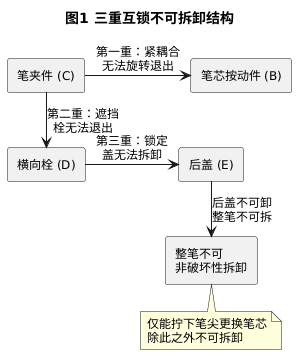 图1 三重互锁不可拆卸结构
第一重：紧耦合
无法旋转退出
笔夹件 (C)
笔芯按动件 (B)
第二重：遮挡
栓无法退出
第三重：锁定
盖无法拆卸
横向栓 (D)
后盖 (E)
后盖不可卸
整笔不可拆
整笔不可
非破坏性拆卸
仅能拧下笔尖更换笔芯
除此之外不可拆卸